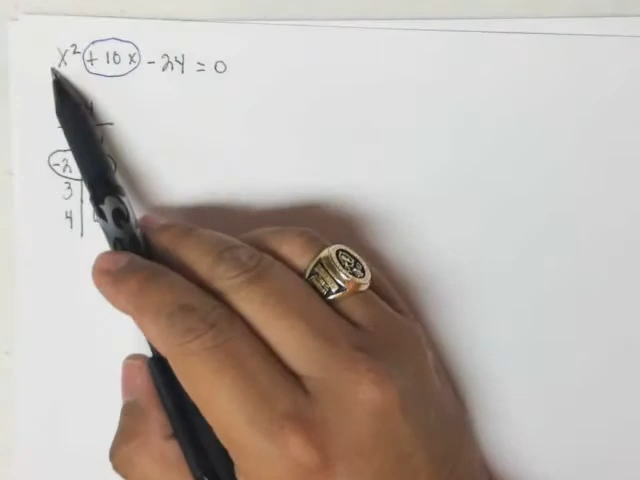 x² + 10x - 24 = 0
-2
3
4